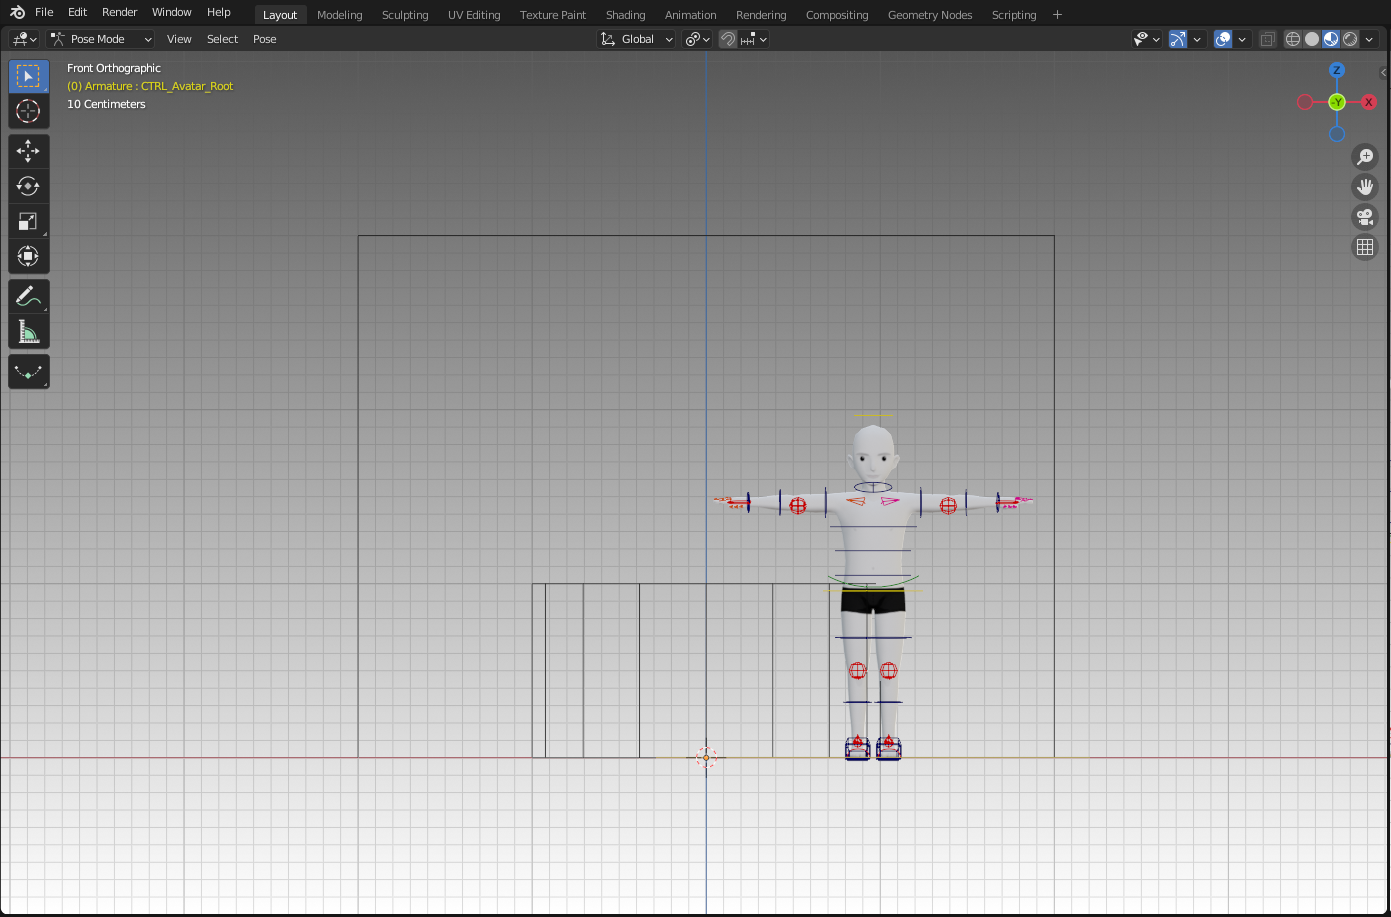 File Edit Render Window Help Layout Modeling Sculpting UV Editing Texture Paint Shading Animation Rendering Compositing Geometry Nodes Scripting +
Pose Mode View Select Pose Global
Front Orthographic
(0) Armature : CTRL_Avatar_Root
10 Centimeters
Z
-Y X